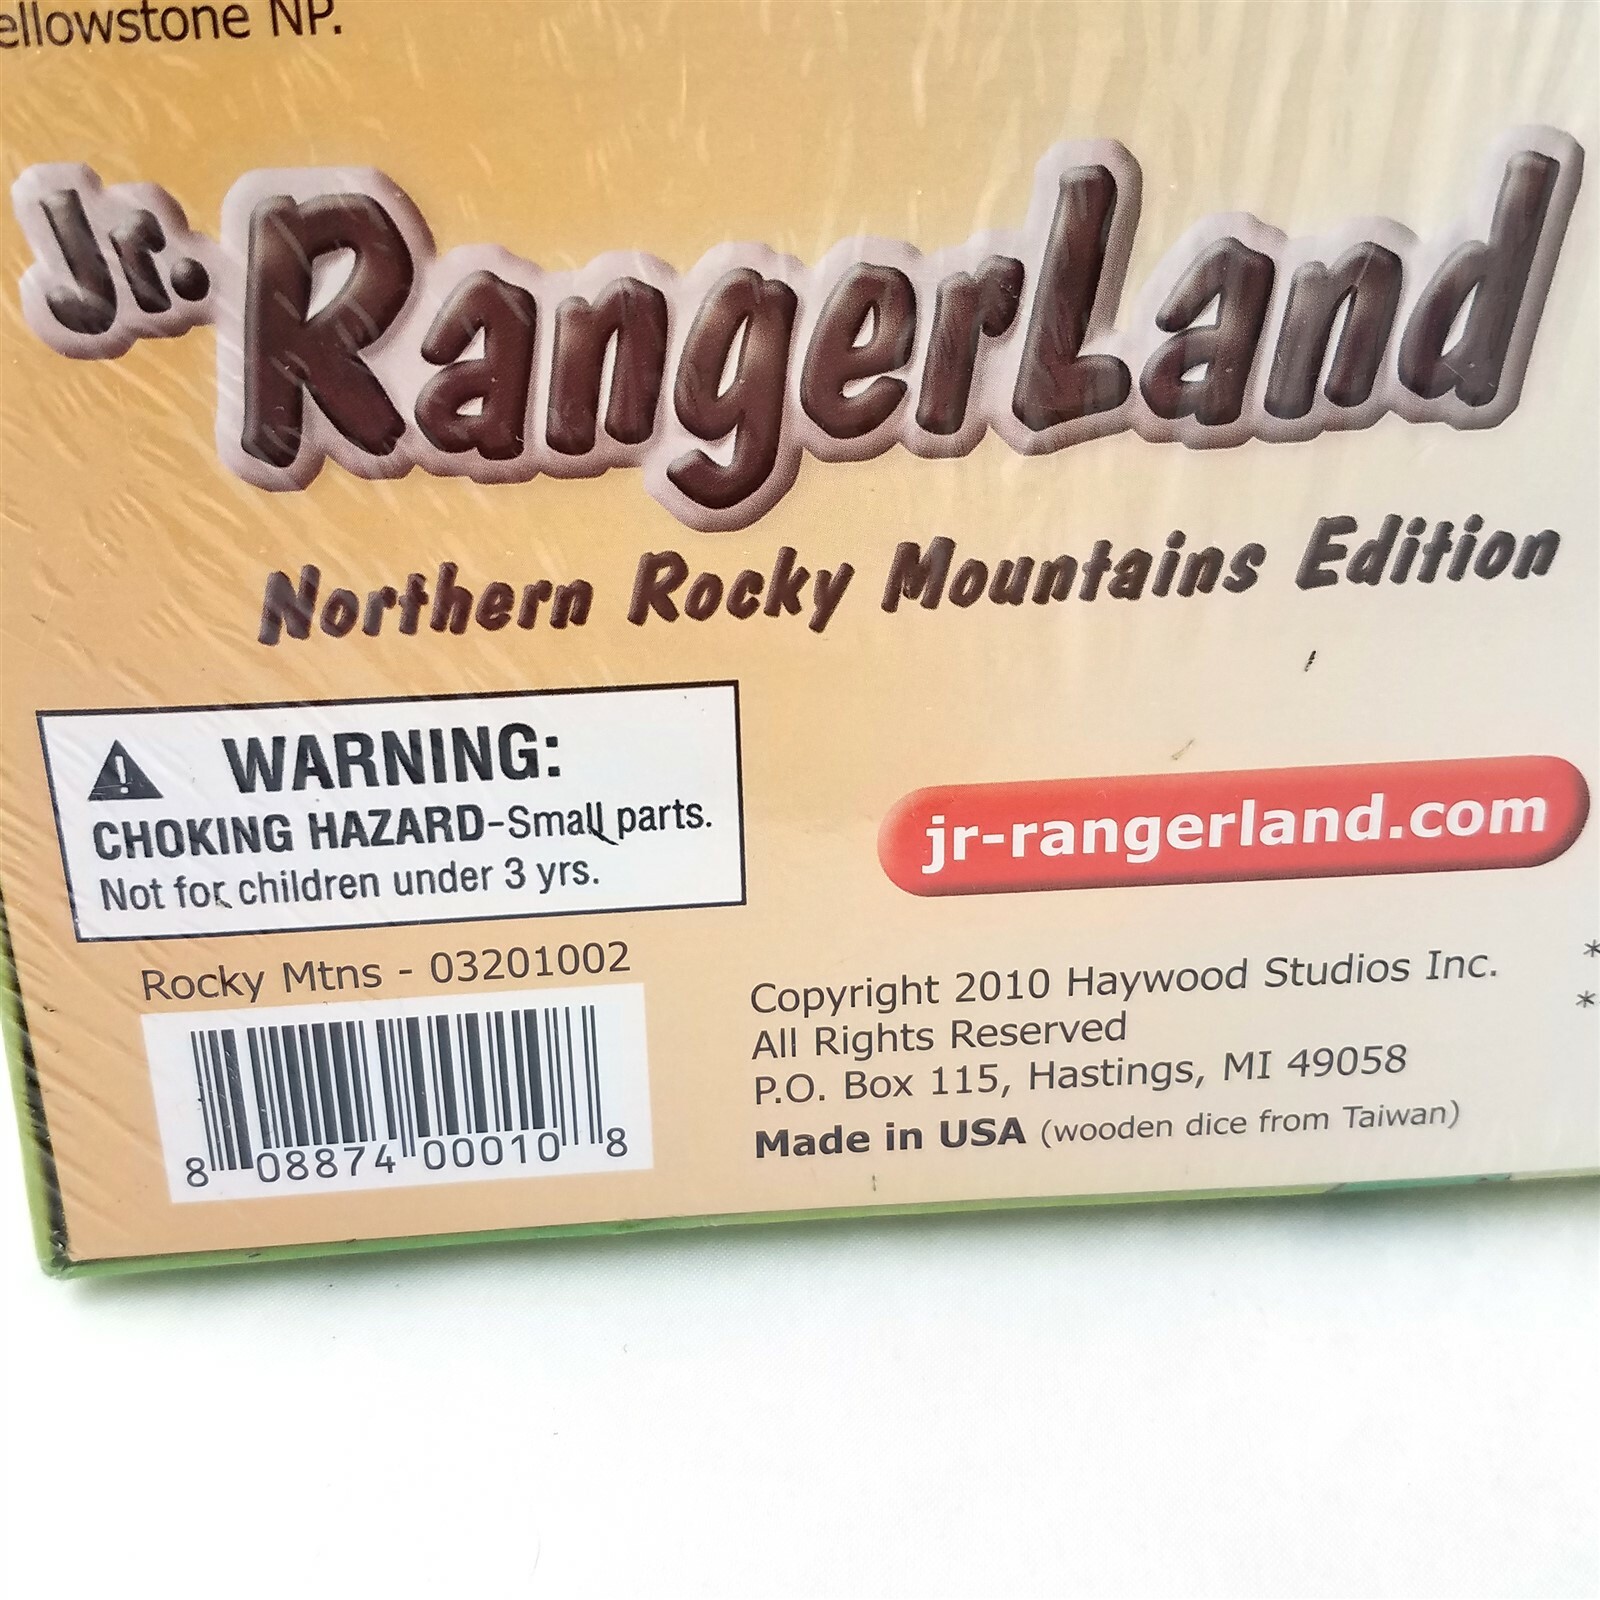 ellowstone NP.
Jr. RangerLand
Northern Rocky Mountains Edition
WARNING:
CHOKING HAZARD-Small parts.
Not for children under 3 yrs.
jr-rangerland.com
Rocky Mtns - 03201002
8 08874 00010 8
Copyright 2010 Haywood Studios Inc.
All Rights Reserved
P.O. Box 115, Hastings, MI 49058
Made in USA (wooden dice from Taiwan)
*
*